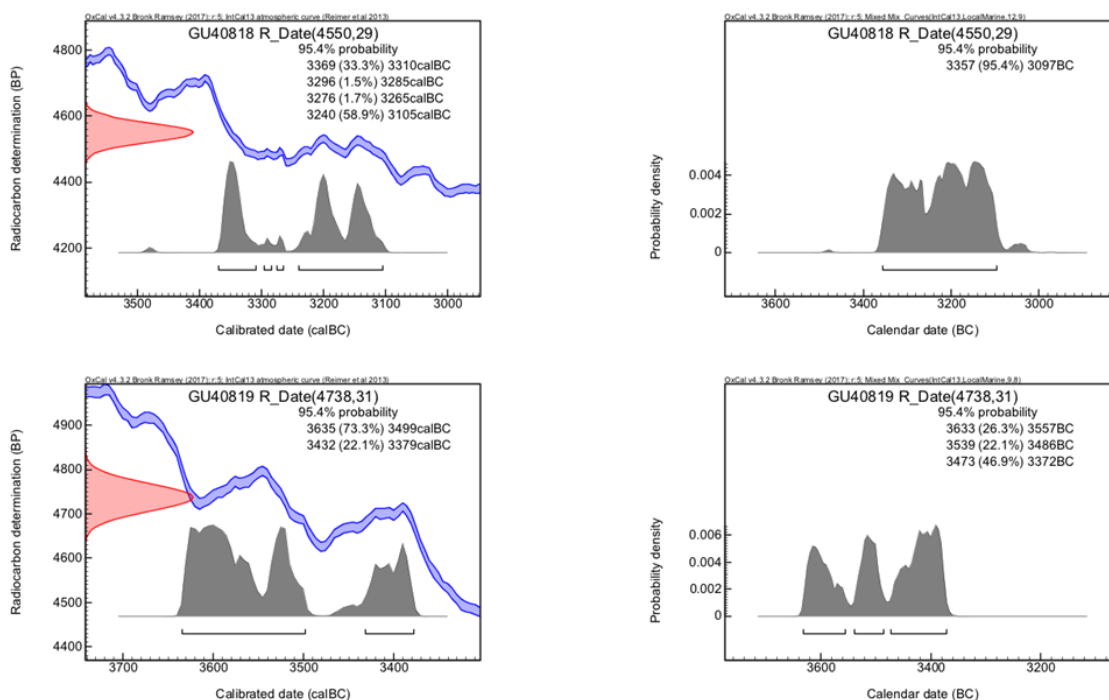 OxCal v4.3.2 Bronk Ramsey (2017); r:5; IntCal13 atmospheric curve (Reimer et al 2013)
GU40818 R_Date(4550,29)
95.4% probability
3369 (33.3%) 3310calBC
3296 (1.5%) 3285calBC
3276 (1.7%) 3265calBC
3240 (58.9%) 3105calBC
Radiocarbon determination (BP)
4800
4600
4400
4200
3500
3400
3300
3200
3100
3000
Calibrated date (calBC)
OxCal v4.3.2 Bronk Ramsey (2017); r:5; Mixed Mix_Curves(IntCal13,LocalMarine,12,9)
GU40818 R_Date(4550,29)
95.4% probability
3357 (95.4%) 3097BC
Probability density
0.004
0.002
0
3600
3400
3200
3000
Calendar date (BC)
OxCal v4.3.2 Bronk Ramsey (2017); r:5; IntCal13 atmospheric curve (Reimer et al 2013)
GU40819 R_Date(4738,31)
95.4% probability
3635 (73.3%) 3499calBC
3432 (22.1%) 3379calBC
Radiocarbon determination (BP)
4900
4800
4700
4600
4500
4400
3700
3600
3500
3400
Calibrated date (calBC)
OxCal v4.3.2 Bronk Ramsey (2017); r:5; Mixed Mix_Curves(IntCal13,LocalMarine,9,8)
GU40819 R_Date(4738,31)
95.4% probability
3633 (26.3%) 3557BC
3539 (22.1%) 3486BC
3473 (46.9%) 3372BC
Probability density
0.006
0.004
0.002
0
3600
3400
3200
Calendar date (BC)